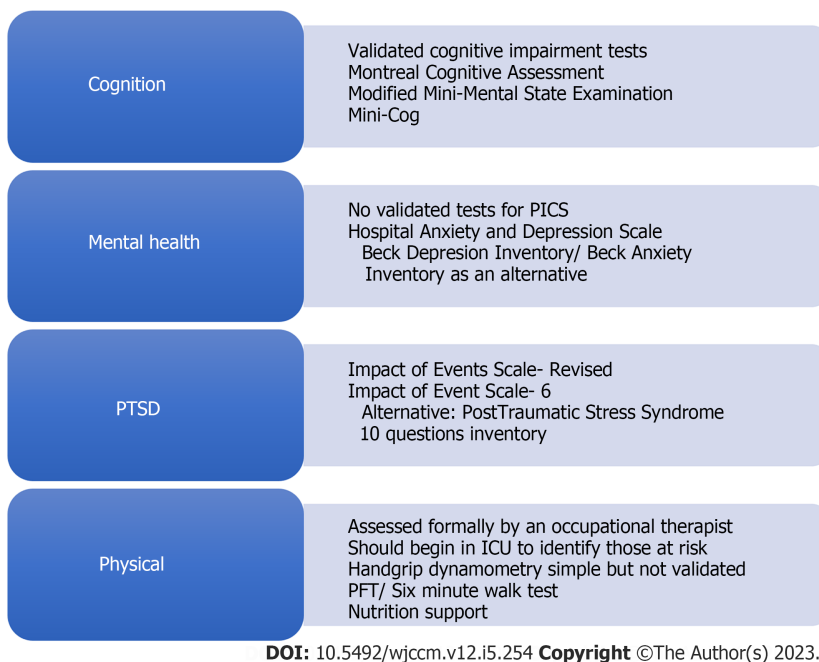 Cognition
Validated cognitive impairment tests
Montreal Cognitive Assessment
Modified Mini-Mental State Examination
Mini-Cog
Mental health
No validated tests for PICS
Hospital Anxiety and Depression Scale
Beck Depresion Inventory/ Beck Anxiety
Inventory as an alternative
PTSD
Impact of Events Scale- Revised
Impact of Event Scale- 6
Alternative: PostTraumatic Stress Syndrome
10 questions inventory
Physical
Assessed formally by an occupational therapist
Should begin in ICU to identify those at risk
Handgrip dynamometry simple but not validated
PFT/ Six minute walk test
Nutrition support
DOI: 10.5492/wjccm.v12.i5.254 Copyright ©The Author(s) 2023.